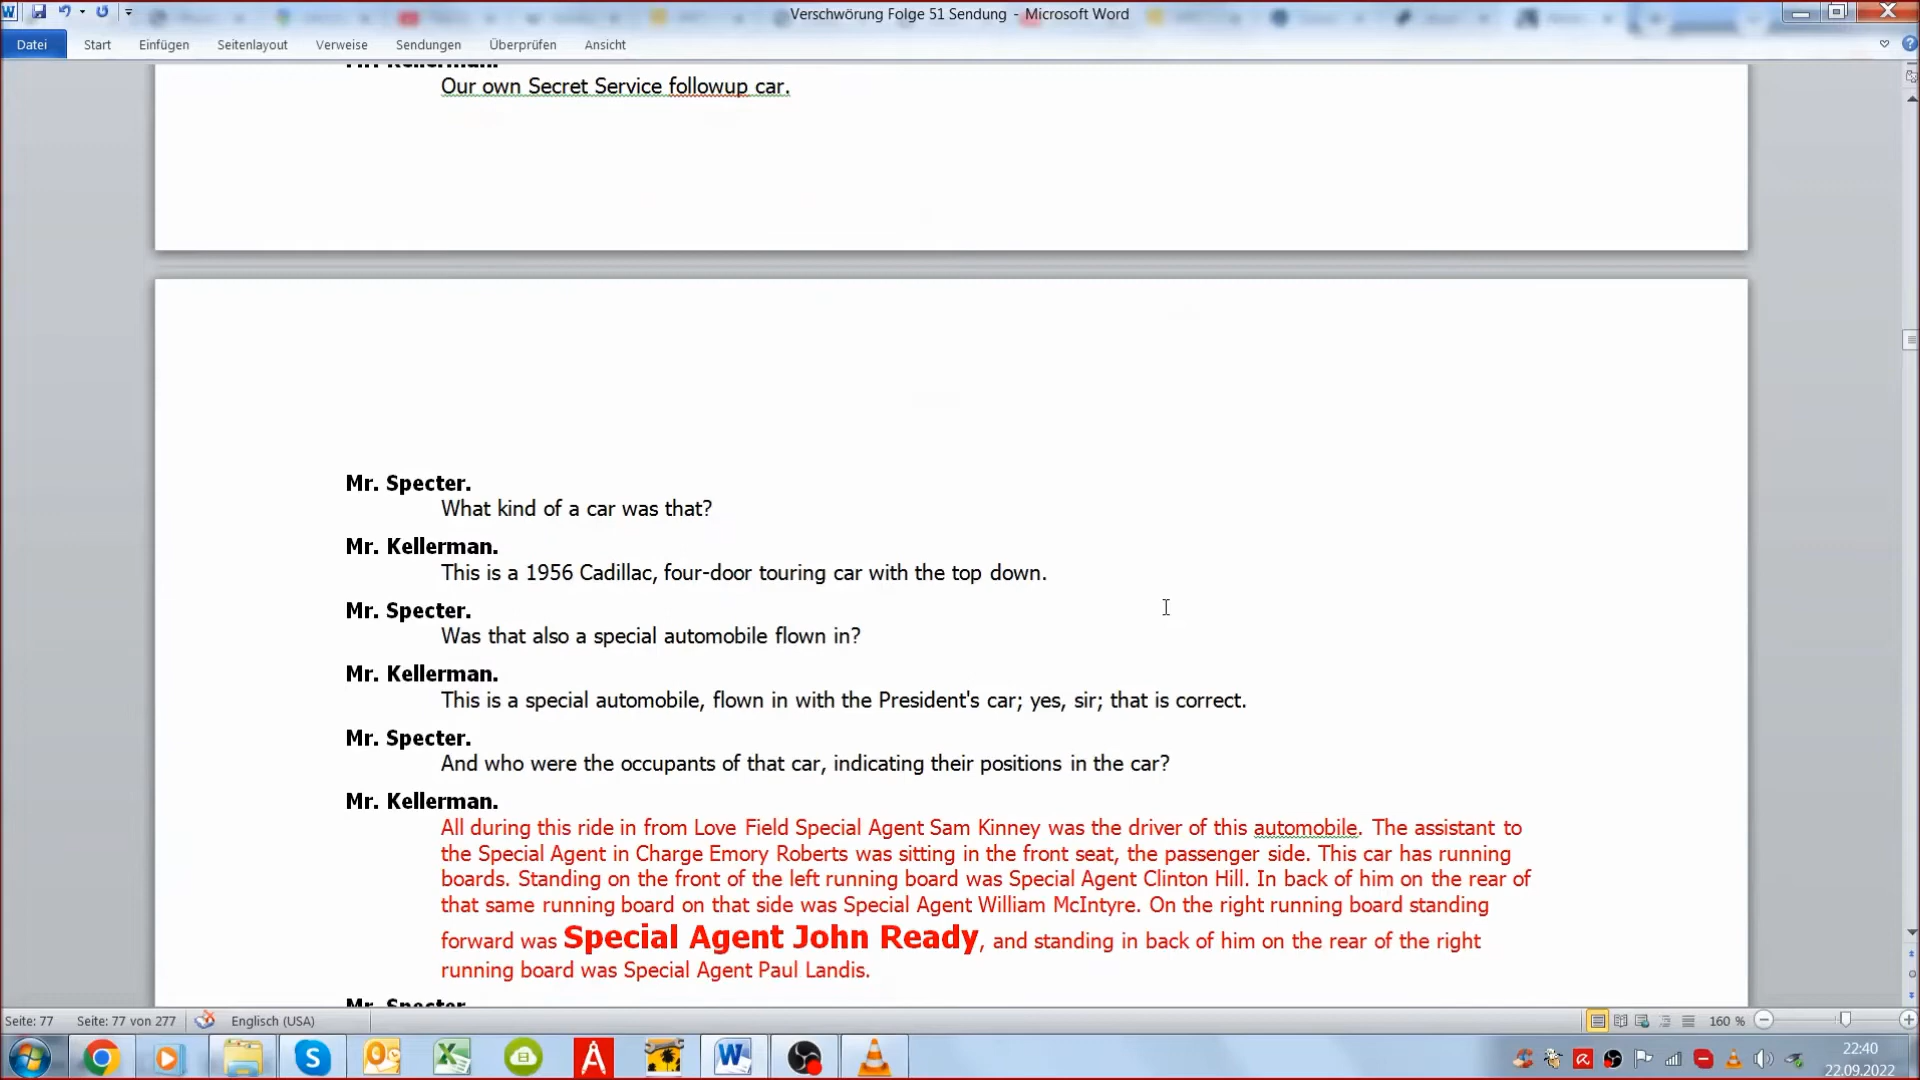 Verschwörung Folge 51 Sendung - Microsoft Word
Datei Start Einfügen Seitenlayout Verweise Sendungen Überprüfen Ansicht
Mr. Kellerman.
Our own Secret Service followup car.
Mr. Specter.
What kind of a car was that?
Mr. Kellerman.
This is a 1956 Cadillac, four-door touring car with the top down.
Mr. Specter.
Was that also a special automobile flown in?
Mr. Kellerman.
This is a special automobile, flown in with the President's car; yes, sir; that is correct.
Mr. Specter.
And who were the occupants of that car, indicating their positions in the car?
Mr. Kellerman.
All during this ride in from Love Field Special Agent Sam Kinney was the driver of this automobile. The assistant to
the Special Agent in Charge Emory Roberts was sitting in the front seat, the passenger side. This car has running
boards. Standing on the front of the left running board was Special Agent Clinton Hill. In back of him on the rear of
that same running board on that side was Special Agent William McIntyre. On the right running board standing
forward was Special Agent John Ready, and standing in back of him on the rear of the right
running board was Special Agent Paul Landis.
Mr. Specter.
Seite: 77 Seite: 77 von 277 Englisch (USA) 160 %
22:40
22.09.2022